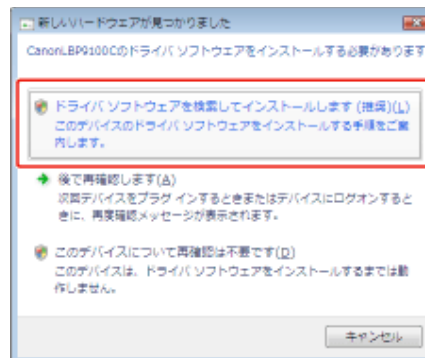 新しいハードウェアが見つかりました
CanonLBP9100Cのドライバ ソフトウェアをインストールする必要があります
ドライバ ソフトウェアを検索してインストールします (推奨)(L)
このデバイスのドライバ ソフトウェアをインストールする手順をご案
内します。
後で再確認します(A)
次回デバイスをプラグ インするときまたはデバイスにログオンすると
きに、再度確認メッセージが表示されます。
このデバイスについて再確認は不要です(D)
このデバイスは、ドライバ ソフトウェアをインストールするまでは動
作しません。
キャンセル